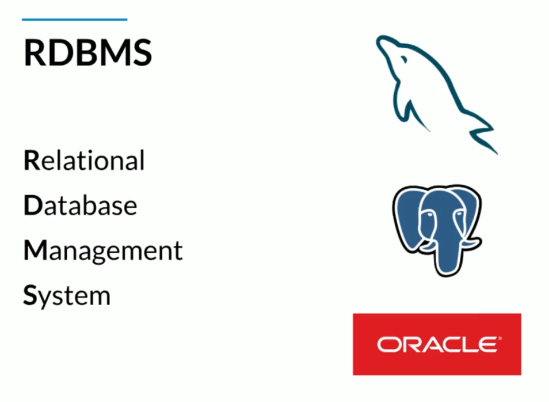 RDBMS
Relational
Database
Management
System
ORACLE®